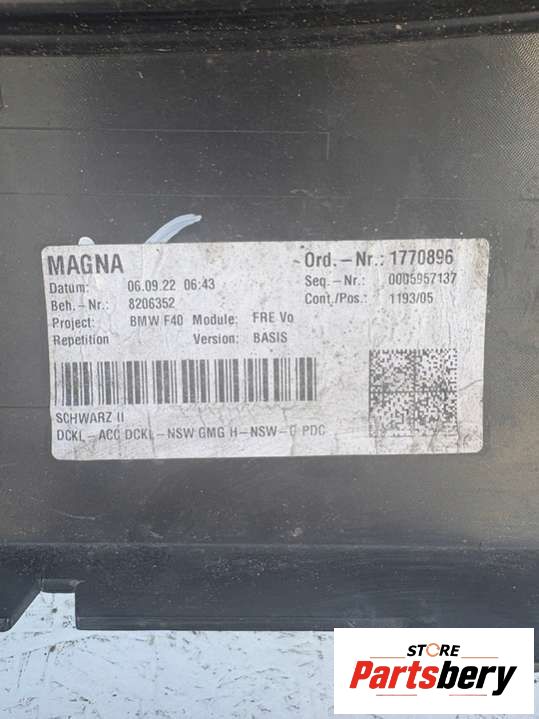 MAGNA
Ord.-Nr.: 1770896
Datum: 06.09.22 06:43
Seq.-Nr.: 0005957137
Beh.-Nr.: 8206352
Cont./Pos.: 1193/05
Project: BMW F40 Module: FRE Vo
Repetition Version: BASIS
SCHWARZ II
DCKL-ACC DCKL-NSW GMG H-NSW-G PDC
STORE
Partsbery